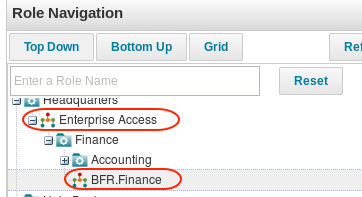 Role Navigation
Top Down Bottom Up Grid Ref
Enter a Role Name Reset
Headquarters
Enterprise Access
Finance
Accounting
BFR.Finance